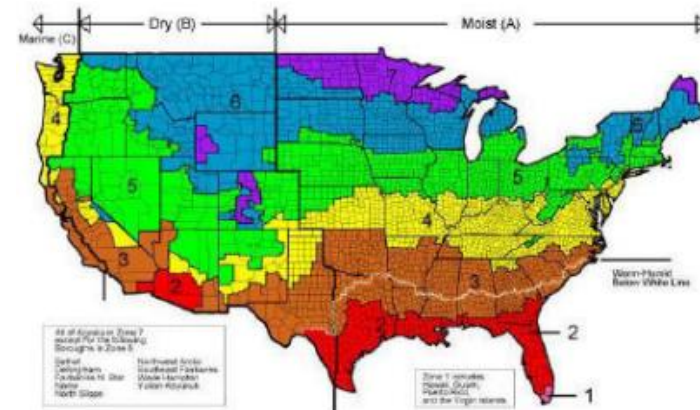 Marine (C)
Dry (B)
Moist (A)
7
6
6
4
5
5
4
3
3
2
2
Warm-Humid
Below White Line
2
1
All of Alaska in Zone 7
except for the following
Boroughs in Zone 8
Bethel
Dellingham
Fairbanks N. Star
Nome
North Slope
Northwest Arctic
Southeast Fairbanks
Wade Hampton
Yukon-Koyukuk
Zone 1 includes
Hawaii, Guam,
Puerto Rico,
and the Virgin Islands